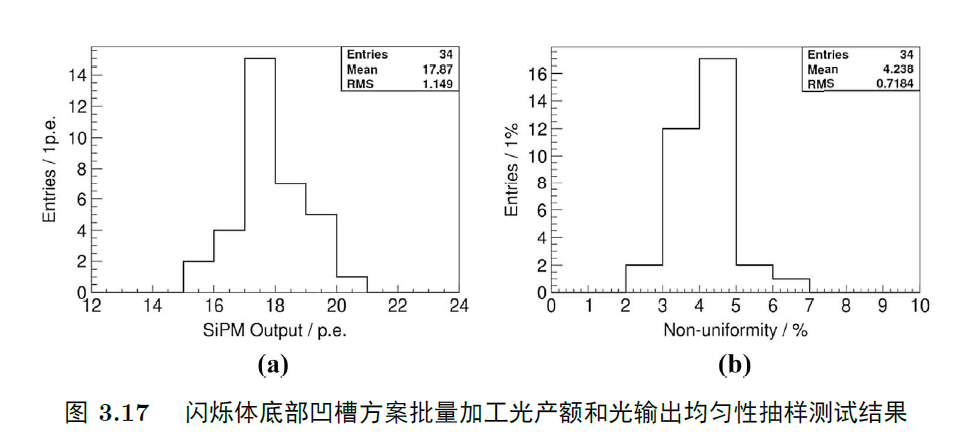 Entries 34
Mean 17.87
RMS 1.149
Entries / 1p.e.
14
12
10
8
6
4
2
0
12 14 16 18 20 22 24
SiPM Output / p.e.
(a)
Entries 34
Mean 4.238
RMS 0.7184
Entries / 1%
16
14
12
10
8
6
4
2
0
0 1 2 3 4 5 6 7 8 9 10
Non-uniformity / %
(b)
图 3.17 闪烁体底部凹槽方案批量加工光产额和光输出均匀性抽样测试结果